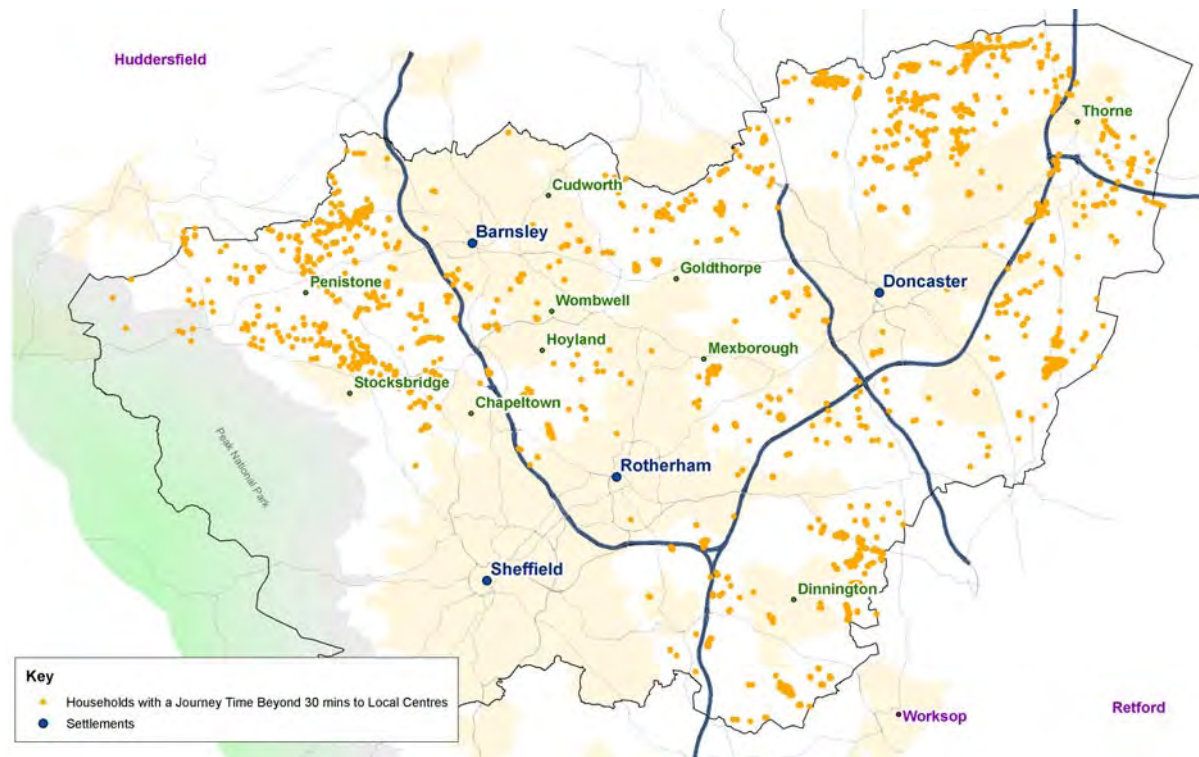 Huddersfield
Thorne
Cudworth
Barnsley
Penistone
Goldthorpe
Doncaster
Wombwell
Hoyland
Mexborough
Stocksbridge
Chapeltown
Peak National Park
Rotherham
Sheffield
Dinnington
Key
Households with a Journey Time Beyond 30 mins to Local Centres
Settlements
Worksop
Retford